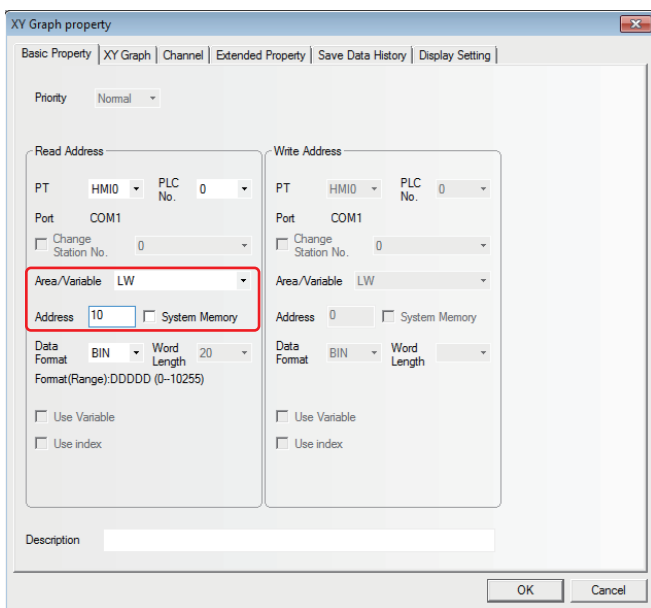 XY Graph property
Basic Property XY Graph Channel Extended Property Save Data History Display Setting
Priority Normal
Read Address
PT HMI0 PLC No. 0
Port COM1
Change Station No. 0
Area/Variable LW
Address 10 System Memory
Data Format BIN Word Length 20
Format(Range):DDDDD (0--10255)
Use Variable
Use index
Write Address
PT HMI0 PLC No. 0
Port COM1
Change Station No. 0
Area/Variable LW
Address 0 System Memory
Data Format BIN Word Length
Use Variable
Use index
Description
OK Cancel